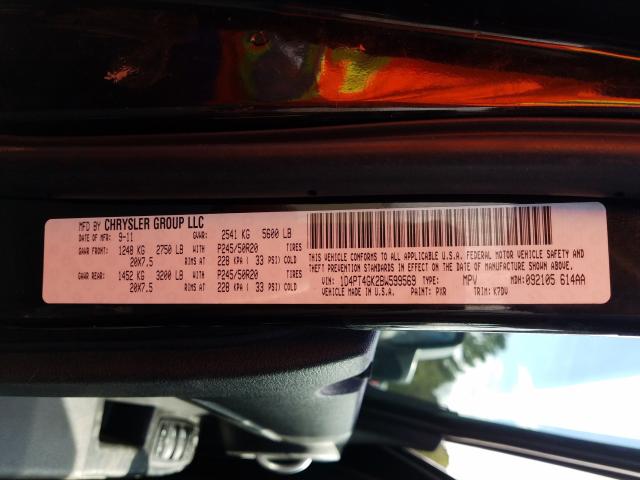 MFD BY CHRYSLER GROUP LLC
DATE OF MFR 9-11 GVWR: 2541 KG 5600 LB
GAWR FRONT: 1248 KG 2750 LB WITH P245/50R20 TIRES
20X7.5 RIMS AT 228 KPA ( 33 PSI) COLD
GAWR REAR: 1452 KG 3200 LB WITH P245/50R20 TIRES
20X7.5 RIMS AT 228 KPA ( 33 PSI) COLD
THIS VEHICLE CONFORMS TO ALL APPLICABLE U.S.A. FEDERAL MOTOR VEHICLE SAFETY AND
THEFT PREVENTION STANDARDS IN EFFECT ON THE DATE OF MANUFACTURE SHOWN ABOVE.
VIN: 1D4PT4GK2BW599569 TYPE: MPV MDH: 092105 614AA
VEHICLE MADE IN U.S.A. PAINT: PXR TRIM: K7DV